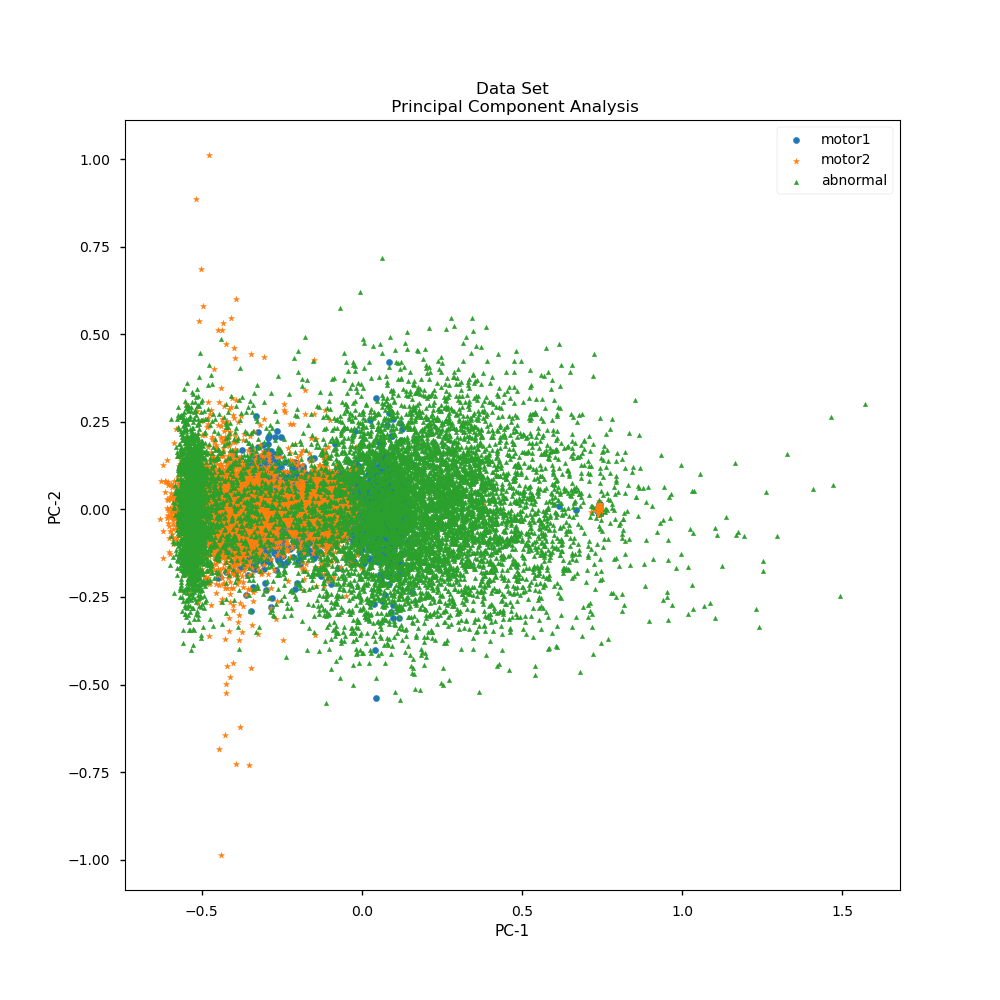 Data Set
Principal Component Analysis
motor1
motor2
abnormal
1.00
0.75
0.50
0.25
0.00
−0.25
−0.50
−0.75
−1.00
PC-2
−0.5
0.0
0.5
1.0
1.5
PC-1